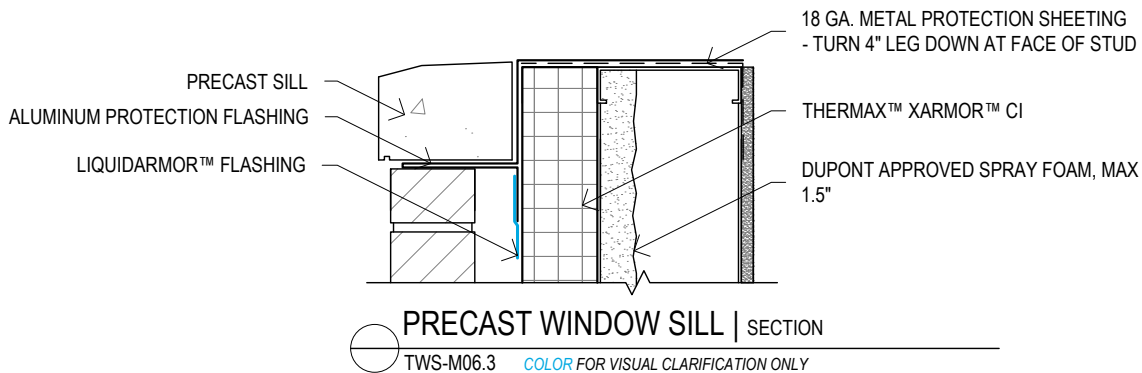 18 GA. METAL PROTECTION SHEETING
- TURN 4" LEG DOWN AT FACE OF STUD
PRECAST SILL
ALUMINUM PROTECTION FLASHING
THERMAX™ XARMOR™ CI
LIQUIDARMOR™ FLASHING
DUPONT APPROVED SPRAY FOAM, MAX
1.5"
PRECAST WINDOW SILL | SECTION
TWS-M06.3 COLOR FOR VISUAL CLARIFICATION ONLY